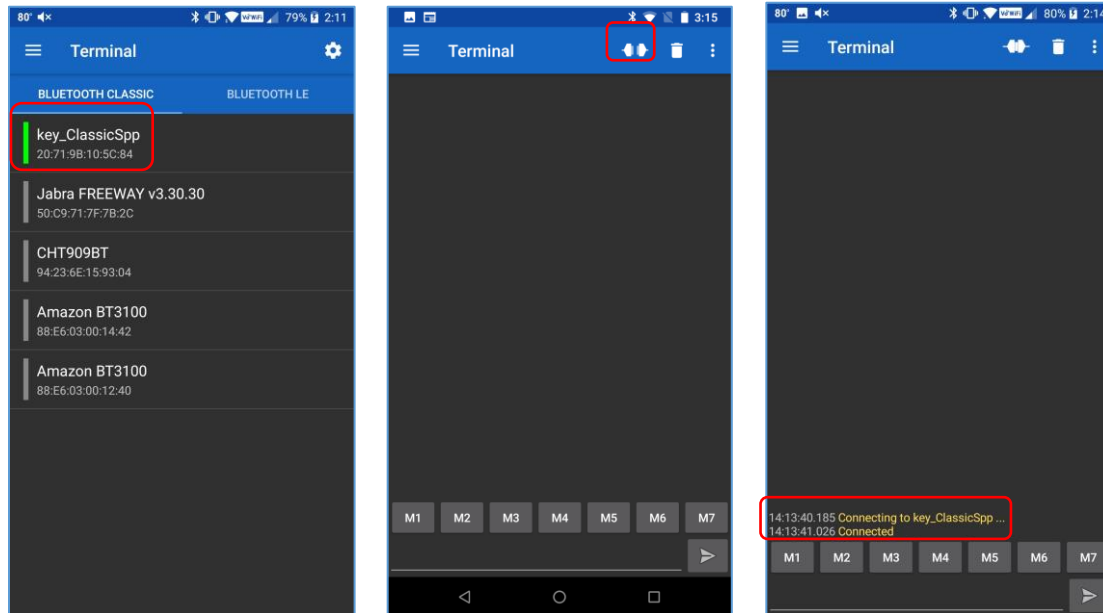 80° 79% 2:11
Terminal
BLUETOOTH CLASSIC BLUETOOTH LE
key_ClassicSpp
20:71:9B:10:5C:84
Jabra FREEWAY v3.30.30
50:C9:71:7F:7B:2C
CHT909BT
94:23:6E:15:93:04
Amazon BT3100
88:E6:03:00:14:42
Amazon BT3100
88:E6:03:00:12:40
3:15
Terminal
M1 M2 M3 M4 M5 M6 M7
80° 80% 2:14
Terminal
14:13:40.185 Connecting to key_ClassicSpp ...
14:13:41.026 Connected
M1 M2 M3 M4 M5 M6 M7